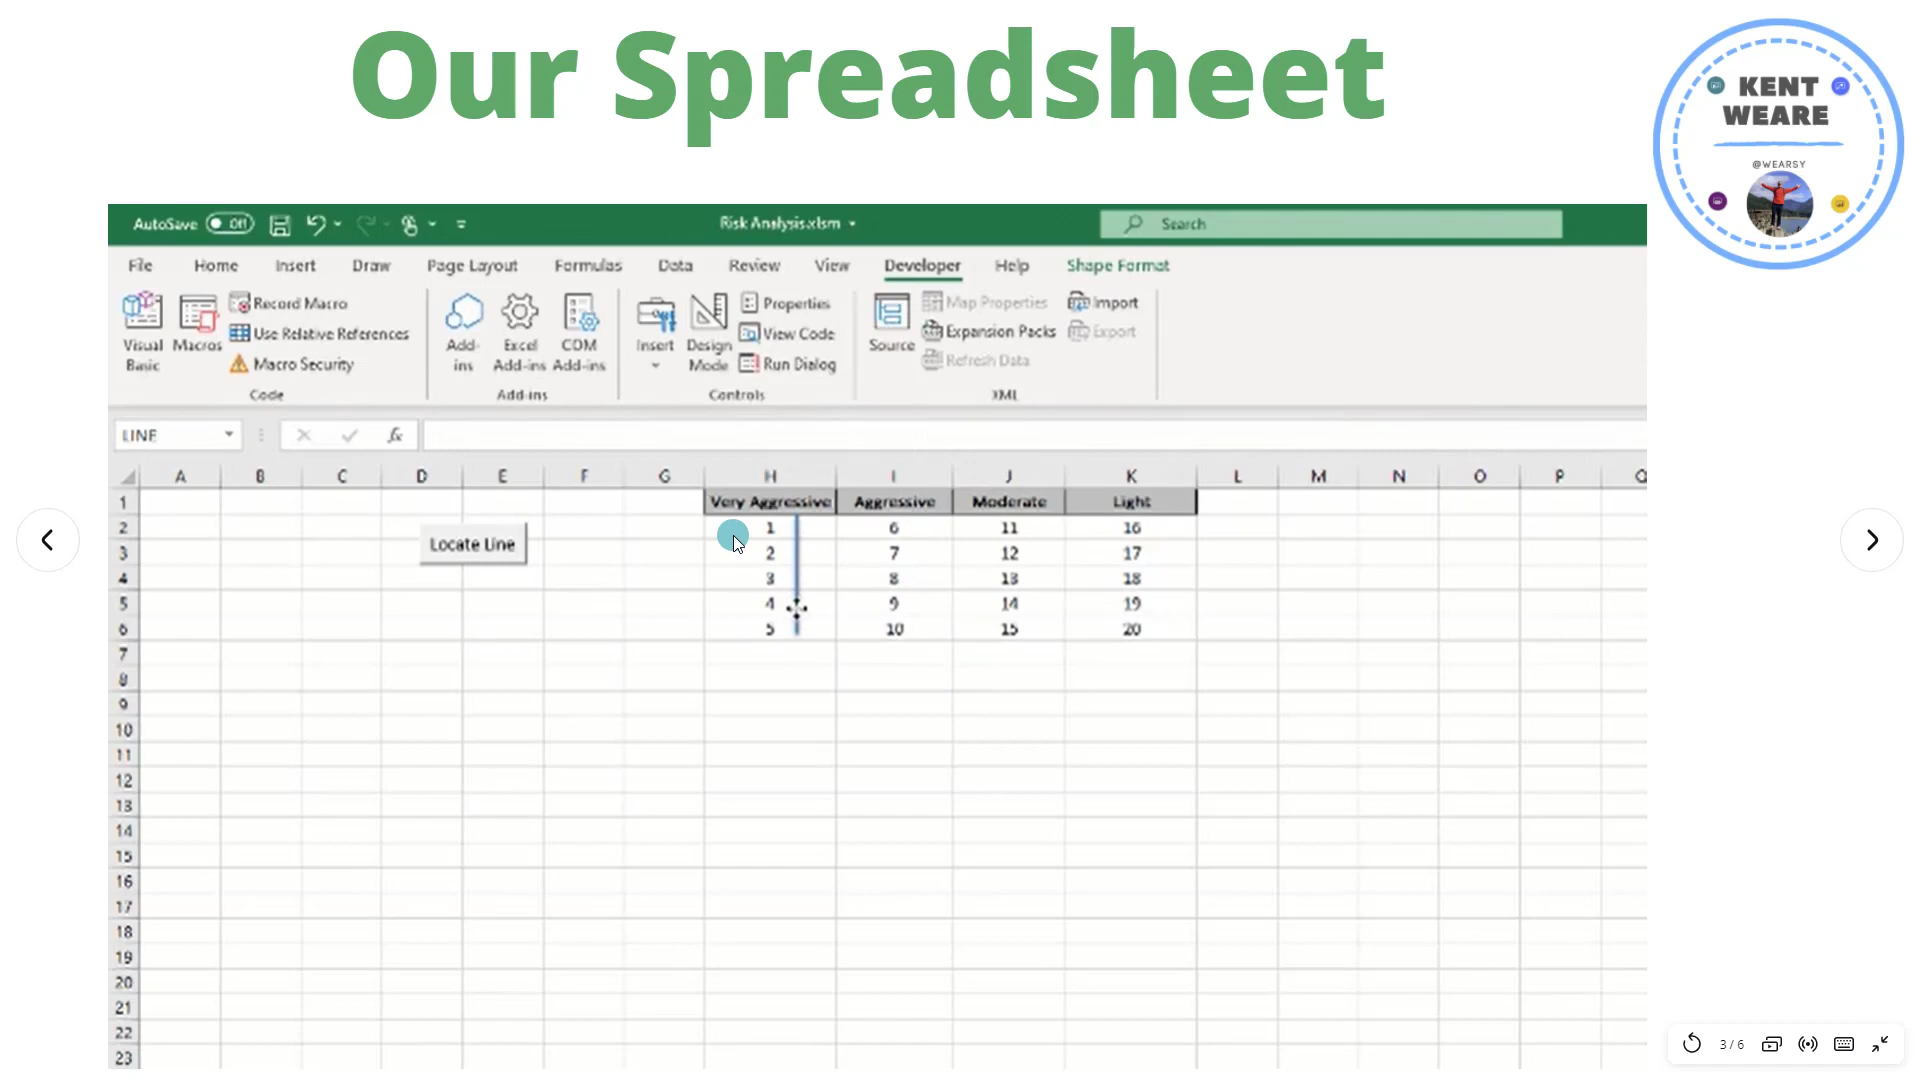 Our Spreadsheet
KENT
WEARE
@WEARSY
AutoSave Off Risk Analysis.xlsm Search
File Home Insert Draw Page Layout Formulas Data Review View Developer Help Shape Format
Visual Basic
Macros
Record Macro
Use Relative References
Macro Security
Code
Add-ins
Excel Add-ins
COM Add-ins
Add-ins
Insert
Design Mode
Properties
View Code
Run Dialog
Controls
Source
Map Properties
Expansion Packs
Refresh Data
Import
Export
XML
LINE fx
A B C D E F G H I J K L M N O P Q
1 Very Aggressive Aggressive Moderate Light
2 1 6 11 16
Locate Line
3 2 7 12 17
4 3 8 13 18
5 4 9 14 19
6 5 10 15 20
7
8
9
10
11
12
13
14
15
16
17
18
19
20
21
22
23
3 / 6